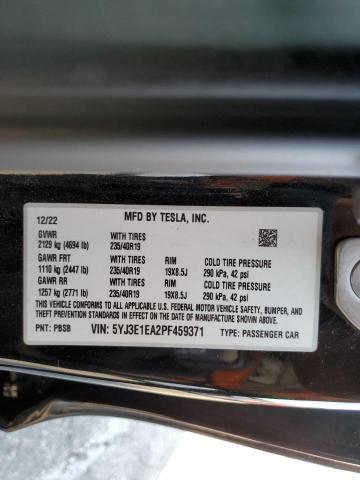 12/22 MFD BY TESLA, INC.
GVWR WITH TIRES
2129 kg (4694 lb) 235/40R19
GAWR FRT WITH TIRES RIM COLD TIRE PRESSURE
1110 kg (2447 lb) 235/40R19 19X8.5J 290 kPa, 42 psi
GAWR RR WITH TIRES RIM COLD TIRE PRESSURE
1257 kg (2771 lb) 235/40R19 19X8.5J 290 kPa, 42 psi
THIS VEHICLE CONFORMS TO ALL APPLICABLE FEDERAL MOTOR VEHICLE SAFETY, BUMPER, AND
THEFT PREVENTION STANDARDS IN EFFECT ON THE DATE OF MANUFACTURE SHOWN ABOVE.
PNT: PBSB VIN: 5YJ3E1EA2PF459371 TYPE: PASSENGER CAR